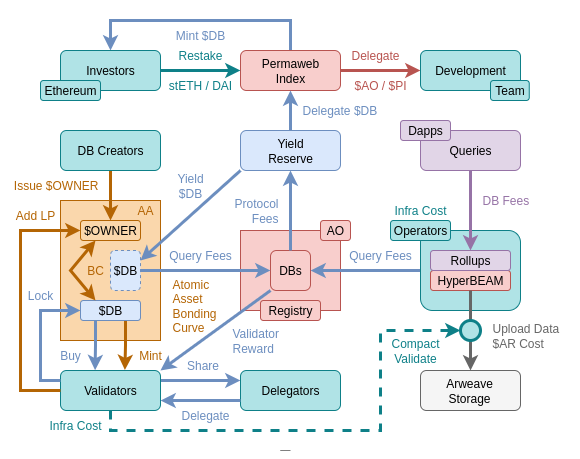 Mint $DB
Investors
Ethereum
Restake
stETH / DAI
Permaweb
Index
Delegate
$AO / $PI
Development
Team
Delegate $DB
DB Creators
Yield
Reserve
Dapps
Queries
Issue $OWNER
Yield
$DB
Protocol
Fees
DB Fees
Add LP
AA
$OWNER
BC
$DB
$DB
Query Fees
Atomic
Asset
Bonding
Curve
AO
DBs
Registry
Query Fees
Infra Cost
Operators
Rollups
HyperBEAM
Lock
Buy
Mint
Validator
Reward
Compact
Validate
Upload Data
$AR Cost
Validators
Share
Delegate
Delegators
Arweave
Storage
Infra Cost